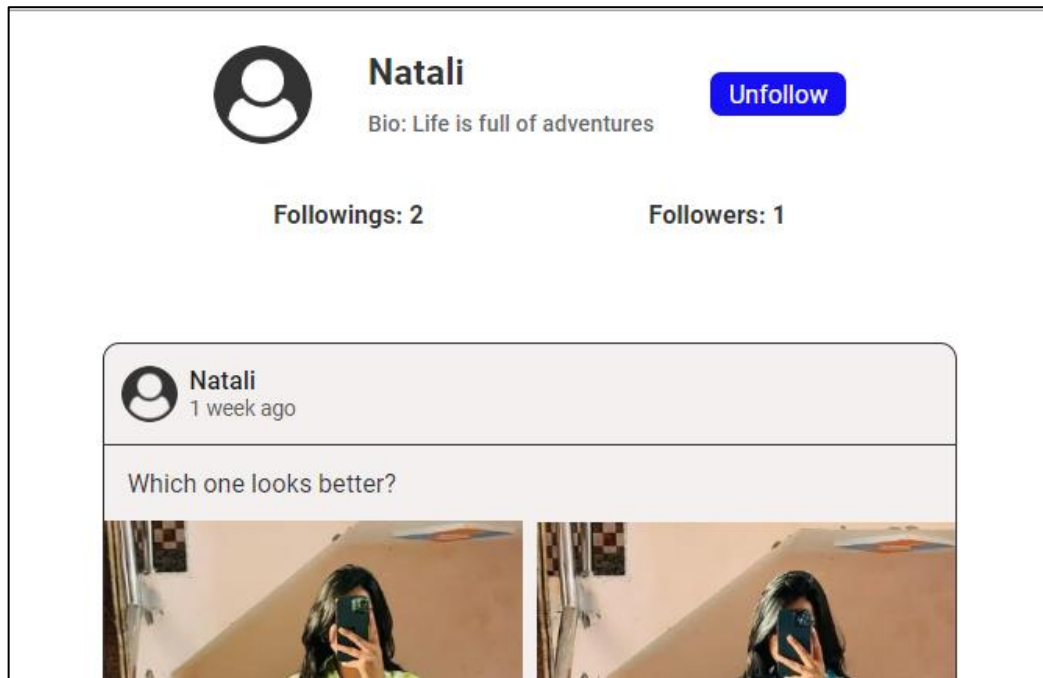 Natali
Unfollow
Bio: Life is full of adventures
Followings: 2
Followers: 1
Natali
1 week ago
Which one looks better?